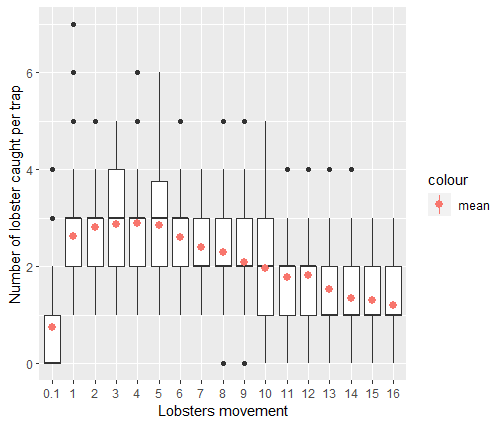 Number of lobster caught per trap
6
4
2
0
0.1 1 2 3 4 5 6 7 8 9 10 11 12 13 14 15 16
Lobsters movement
colour
mean